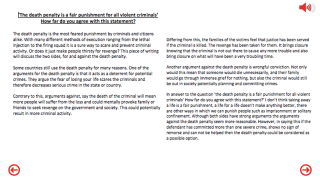 'The death penalty is a fair punishment for all violent criminals'
How far do you agree with this statement?
The death penalty is the most feared punishment by criminals and citizens
alike. With many different methods of execution ranging from the lethal
injection to the firing squad it is a sure way to scare and prevent criminal
activity. Or does it just make people thirsty for revenge? This piece of writing
will discuss the two sides, for and against the death penalty.
Some countries still use the death penalty for many reasons. One of the
arguments for the death penalty is that it acts as a deterrent for potential
crimes. They argue the fear of losing your life scares the criminals and
therefore decreases serious crime in the state or country.
Contrary to this, arguments against, say the death of the criminal will mean
more people will suffer from the loss and could mentally provoke family or
friends to seek revenge on the government and society. This could potentially
result in more criminal activity.
Differing from this, the families of the victims feel that justice has been served
if the criminal is killed. The revenge has been taken for them. It brings closure
knowing that the criminal is not out there to cause any more trouble and also
bring closure on what will have been a very troubling time.
Another argument against the death penalty is wrongful conviction. Not only
would this mean that someone would die unnecessarily, and their family
would go through immense grief for nothing, but also the criminal would still
be out in society potentially planning and committing crimes.
In answer to the question 'the death penalty is a fair punishment for all violent
criminals' How far do you agree with this statement?' I don't think taking away
a life is a fair punishment, a life for a life doesn't make anything better, there
are other ways in which we can punish people such as imprisonment or solitary
confinement. Although both sides have strong arguments the arguments
against the death penalty seem more reasonable. However, in saying this if the
defendant has committed more than one severe crime, shows no sign of
remorse and can not be helped then the death penalty could be considered as
a possible option.